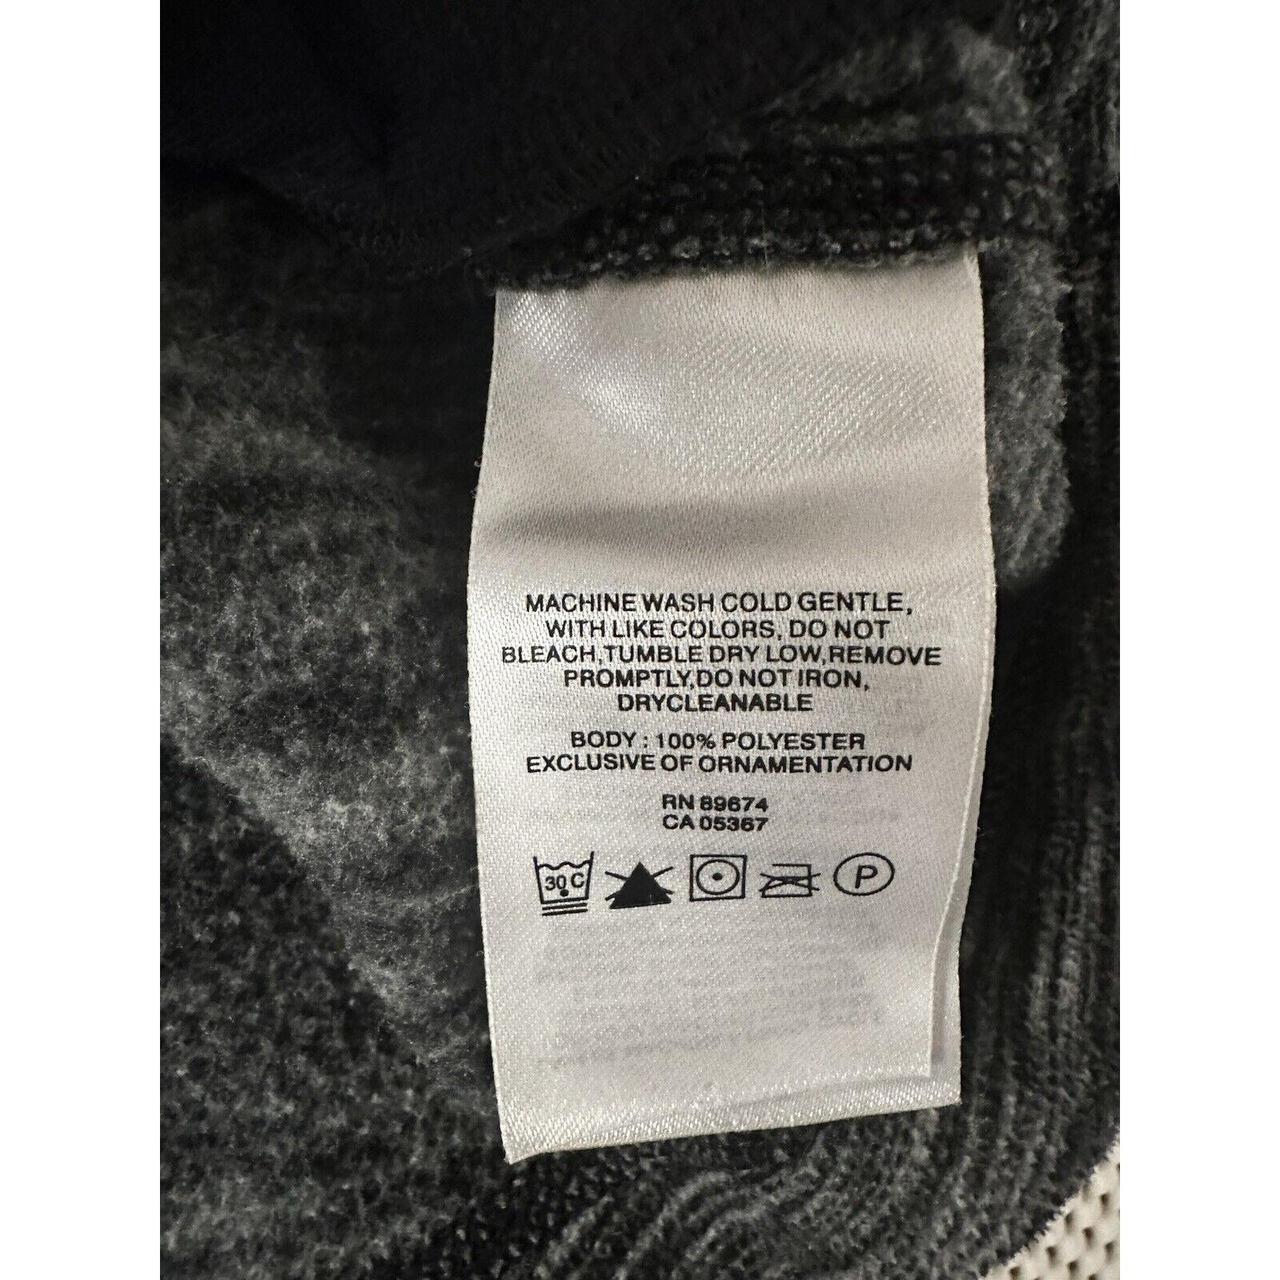 MACHINE WASH COLD GENTLE,
WITH LIKE COLORS, DO NOT
BLEACH,TUMBLE DRY LOW,REMOVE
PROMPTLY,DO NOT IRON,
DRYCLEANABLE
BODY : 100% POLYESTER
EXCLUSIVE OF ORNAMENTATION
RN 89674
CA 05367
30 C P